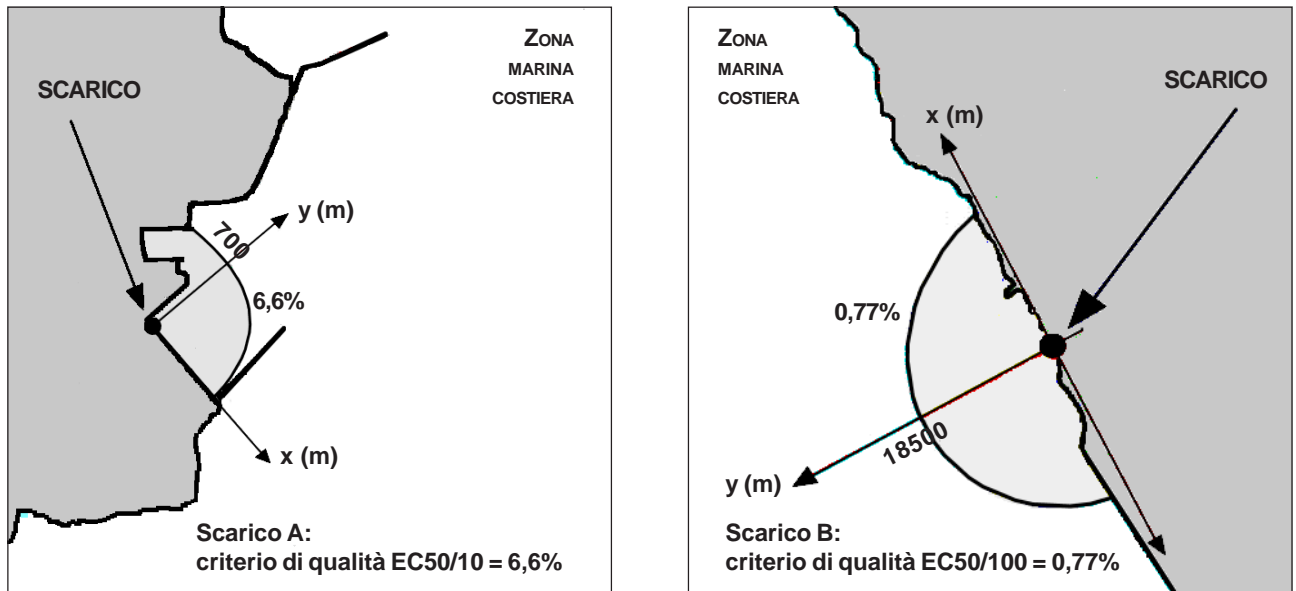 ZONA
MARINA
COSTIERA
SCARICO
y (m)
700
6,6%
x (m)
Scarico A:
criterio di qualità EC50/10 = 6,6%
ZONA
MARINA
COSTIERA
SCARICO
x (m)
0,77%
18500
y (m)
Scarico B:
criterio di qualità EC50/100 = 0,77%